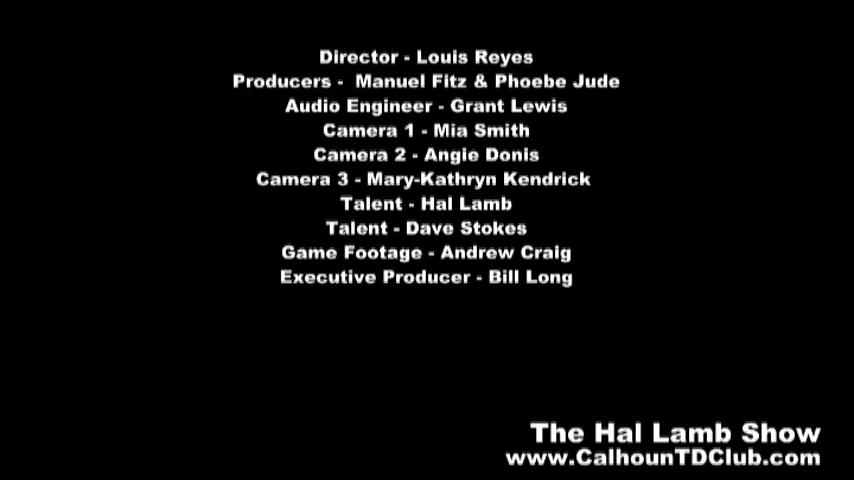 Director - Louis Reyes
Producers -  Manuel Fitz & Phoebe Jude
Audio Engineer - Grant Lewis
Camera 1 - Mia Smith
Camera 2 - Angie Donis
Camera 3 - Mary-Kathryn Kendrick
Talent - Hal Lamb
Talent - Dave Stokes
Game Footage - Andrew Craig
Executive Producer - Bill Long
The Hal Lamb Show
www.CalhounTDClub.com